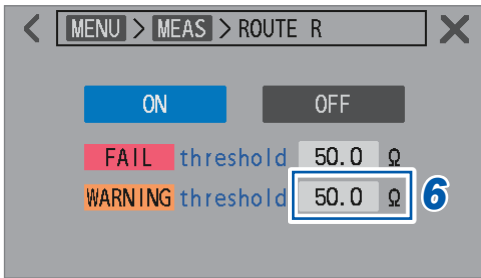 < MENU > MEAS > ROUTE R
ON OFF
FAIL threshold 50.0 Ω
WARNING threshold 50.0 Ω 6